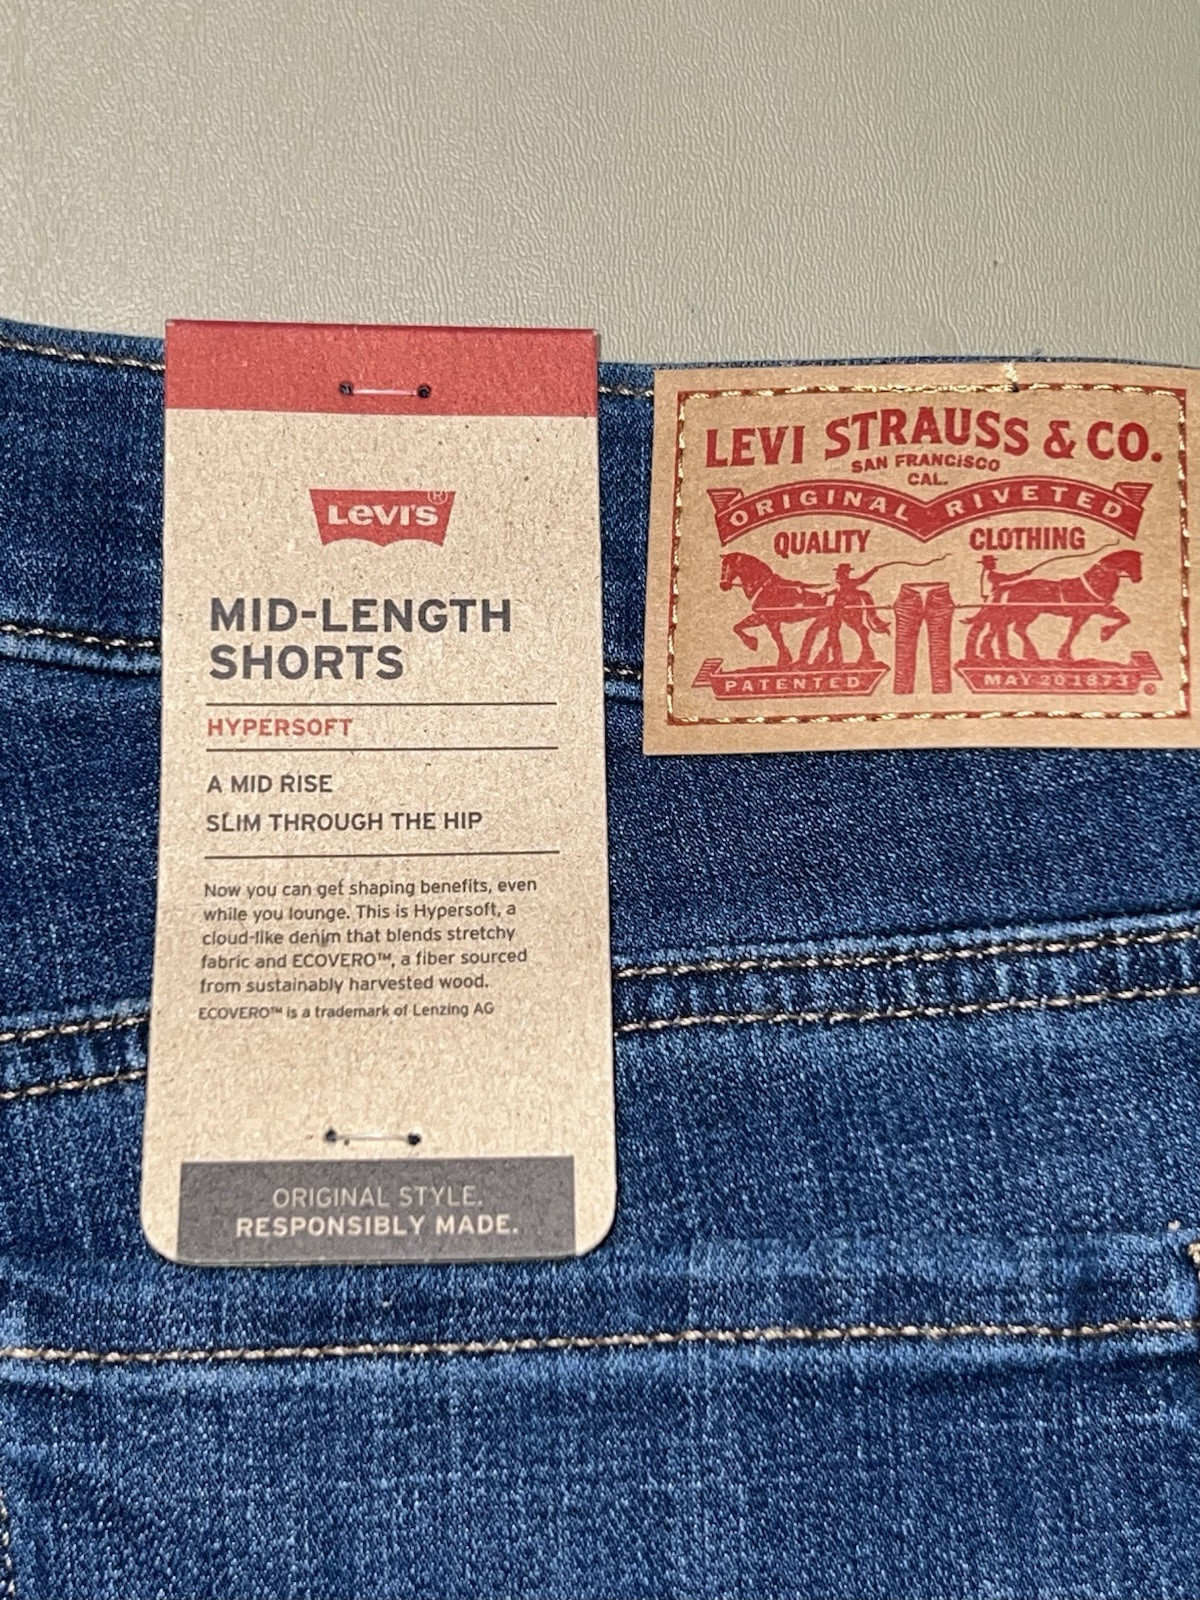 Levi's®
MID-LENGTH
SHORTS
HYPERSOFT
A MID RISE
SLIM THROUGH THE HIP
Now you can get shaping benefits, even
while you lounge. This is Hypersoft, a
cloud-like denim that blends stretchy
fabric and ECOVERO™, a fiber sourced
from sustainably harvested wood.
ECOVERO™ is a trademark of Lenzing AG
ORIGINAL STYLE.
RESPONSIBLY MADE.
LEVI STRAUSS & CO.
SAN FRANCISCO
CAL.
ORIGINAL RIVETED
QUALITY CLOTHING
PATENTED MAY 20 1873 ®